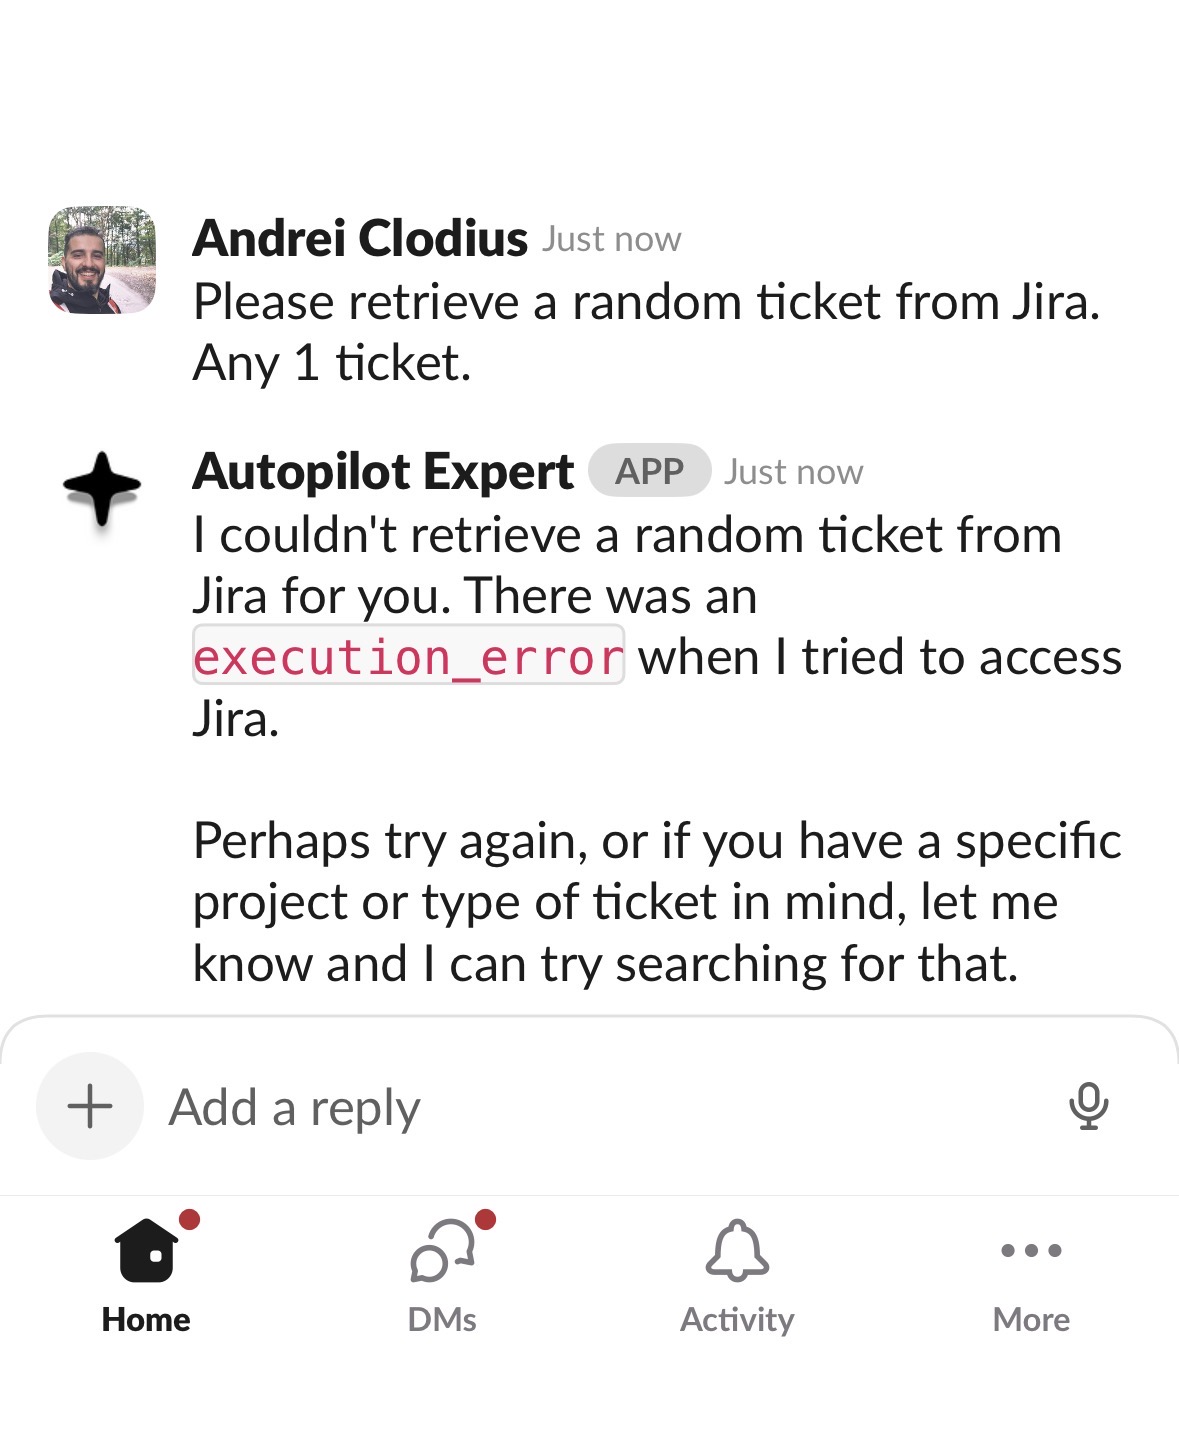 Andrei Clodius Just now
Please retrieve a random ticket from Jira.
Any 1 ticket.
Autopilot Expert APP Just now
I couldn't retrieve a random ticket from
Jira for you. There was an
execution_error when I tried to access
Jira.
Perhaps try again, or if you have a specific
project or type of ticket in mind, let me
know and I can try searching for that.
Add a reply
Home DMs Activity More